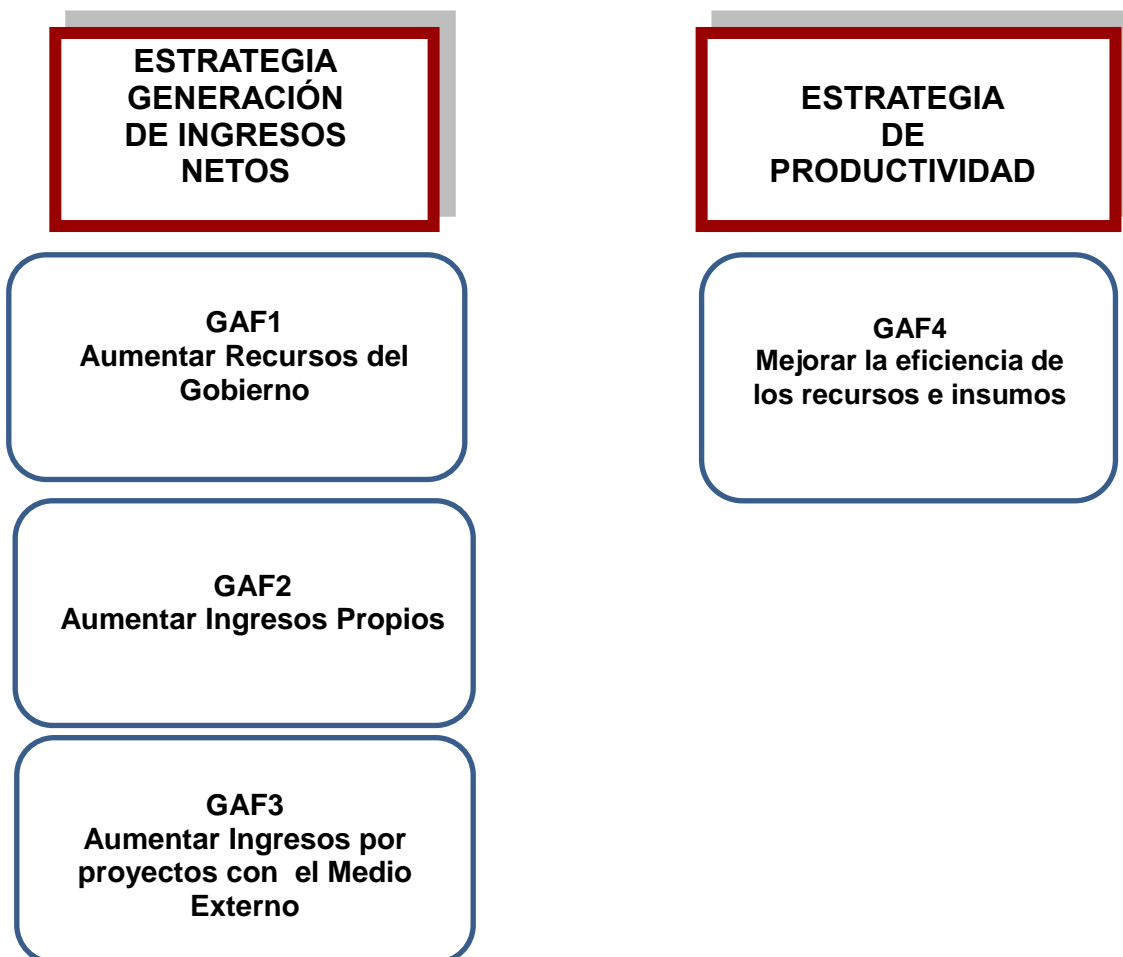 ESTRATEGIA
GENERACIÓN
DE INGRESOS
NETOS
GAF1
Aumentar Recursos del
Gobierno
GAF2
Aumentar Ingresos Propios
GAF3
Aumentar Ingresos por
proyectos con el Medio
Externo
ESTRATEGIA
DE
PRODUCTIVIDAD
GAF4
Mejorar la eficiencia de
los recursos e insumos